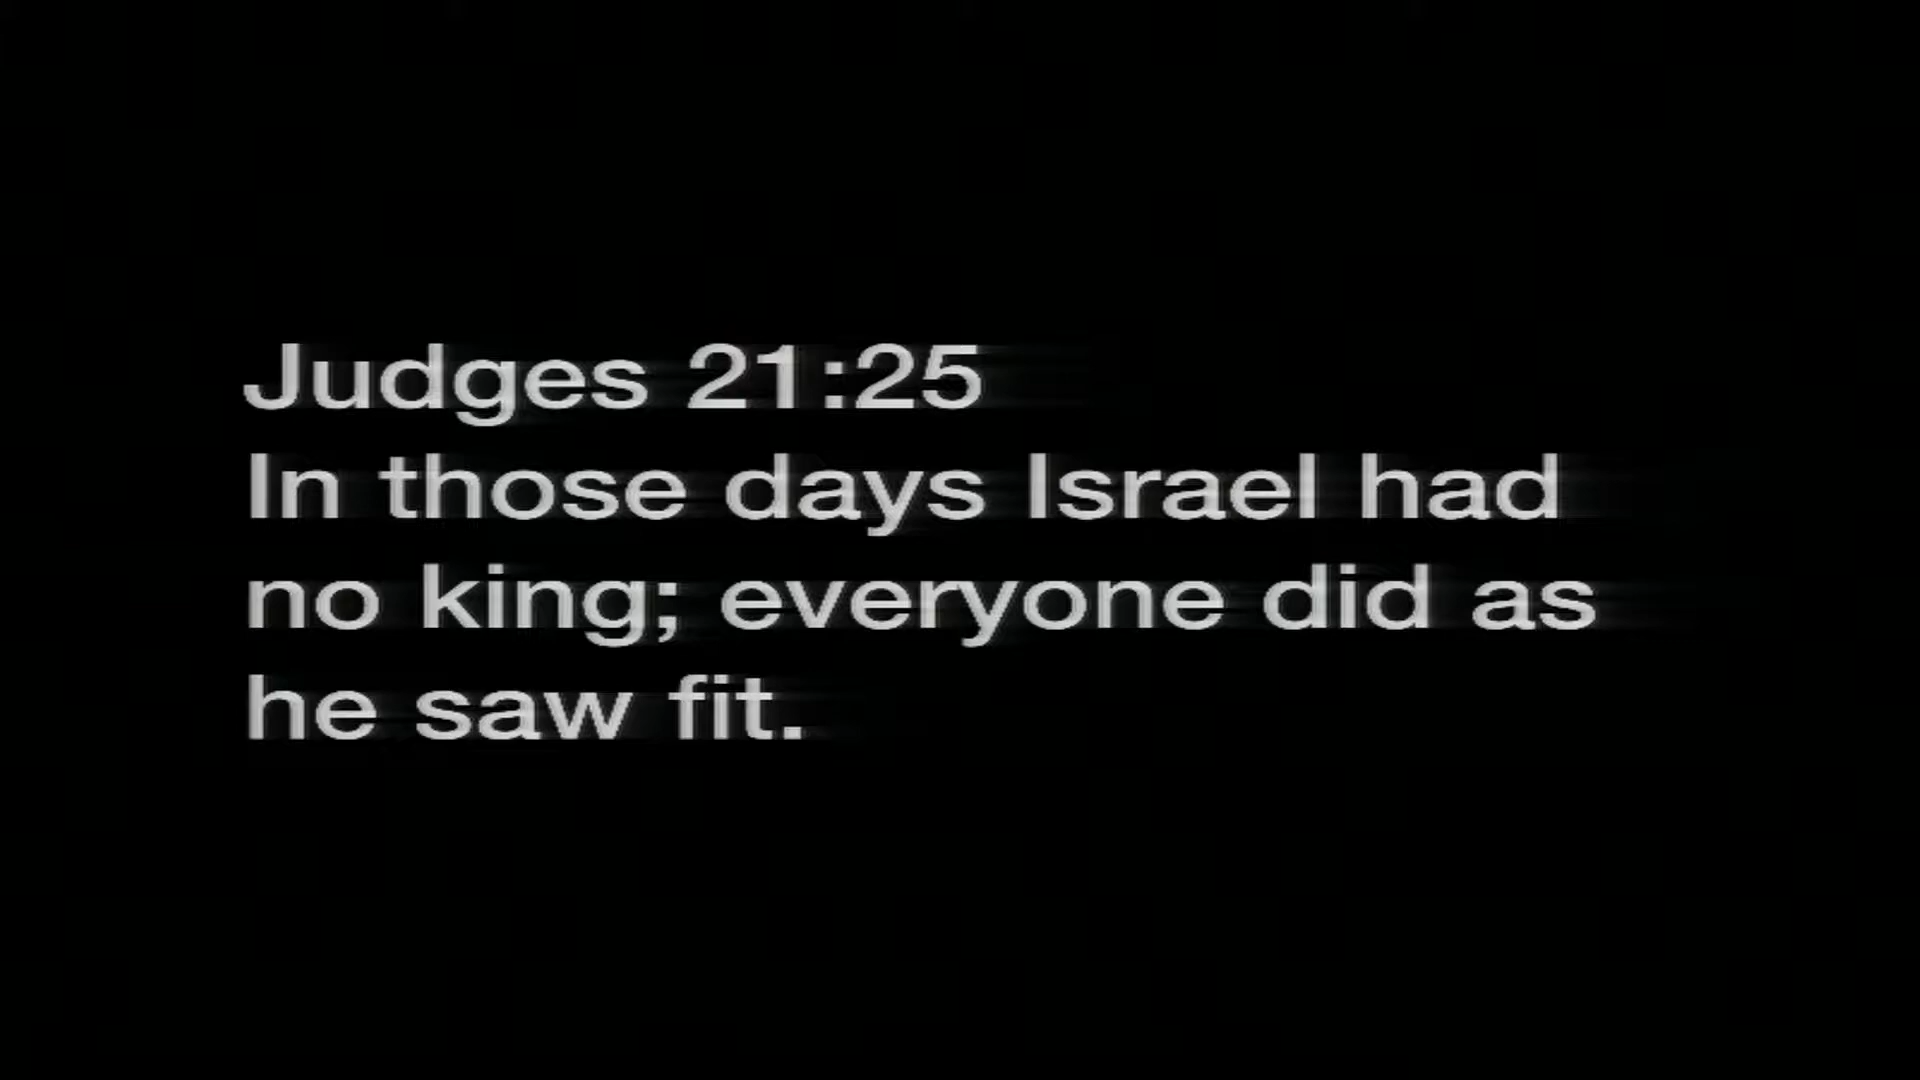 Judges 21:25
In those days Israel had
no king; everyone did as
he saw fit.